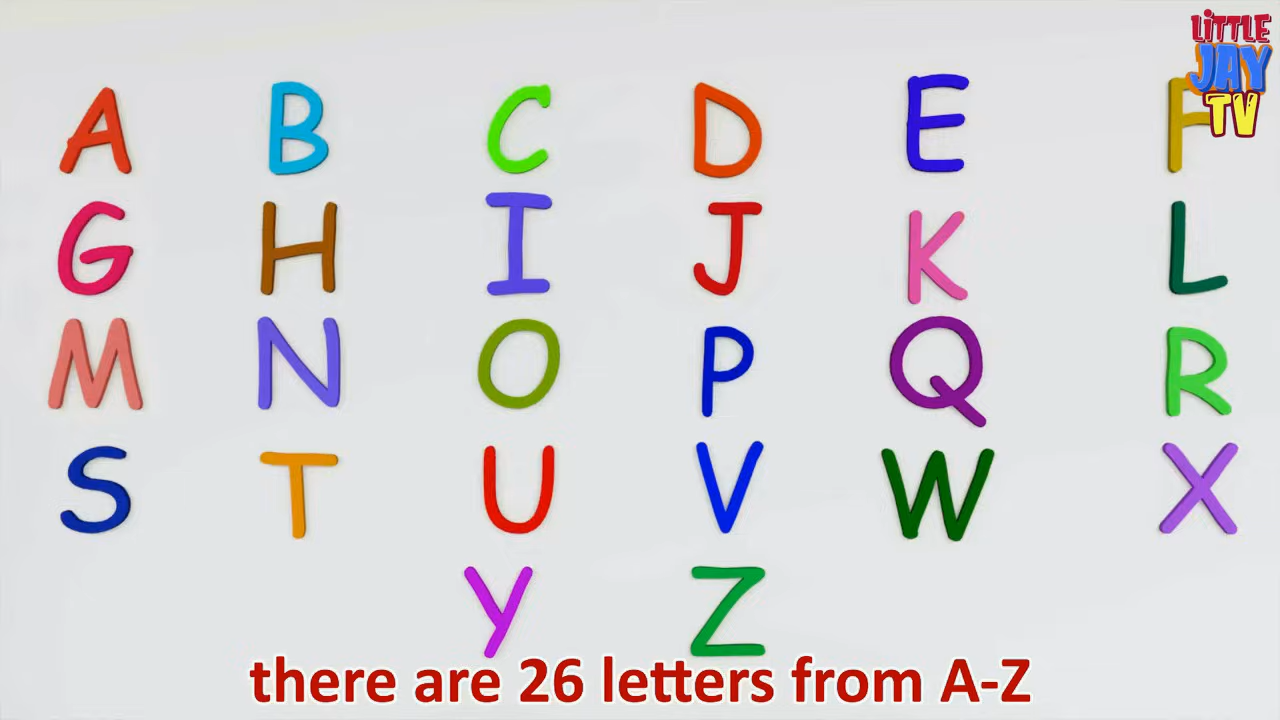 LiTTLE
JAY
TV
A B C D E F
G H I J K L
M N O P Q R
S T U V W X
Y Z
there are 26 letters from A-Z